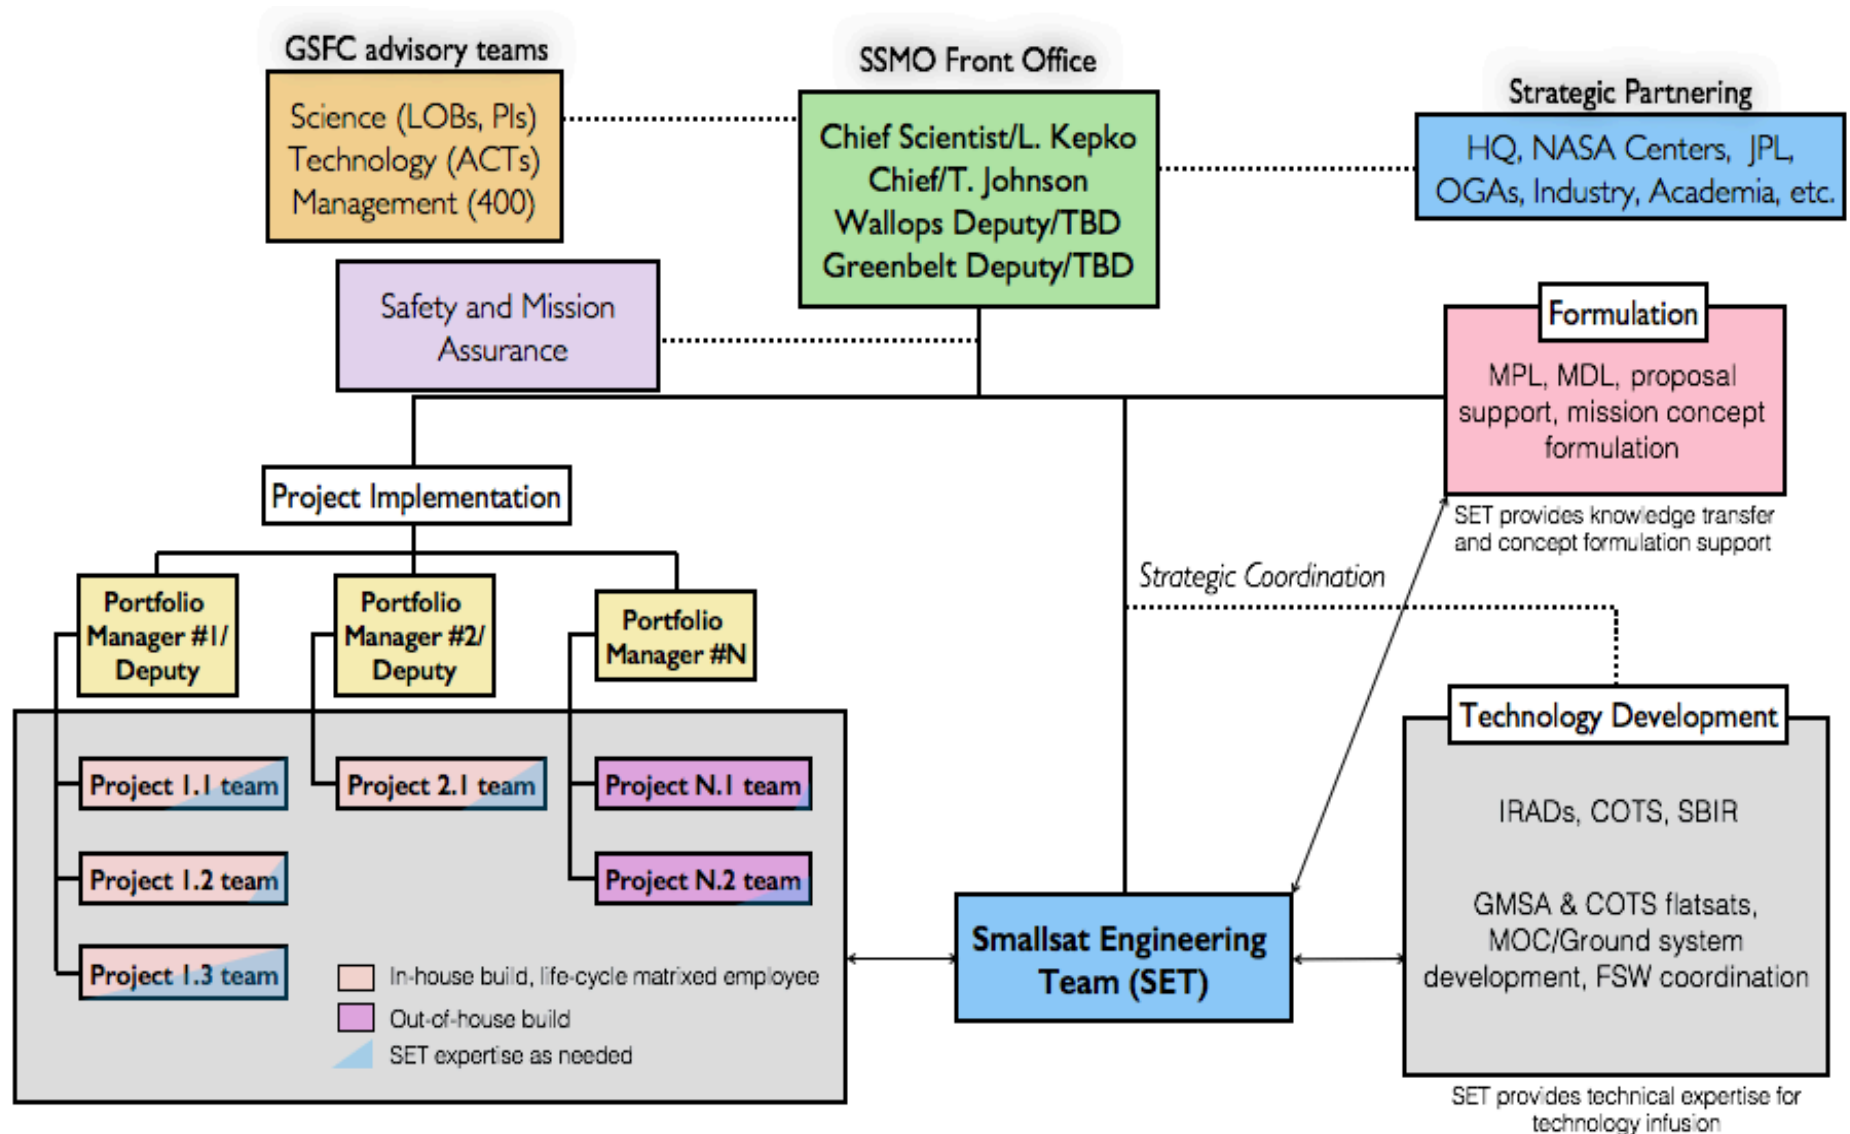 GSFC advisory teams
Science (LOBs, PIs)
Technology (ACTs)
Management (400)
SSMO Front Office
Chief Scientist/L. Kepko
Chief/T. Johnson
Wallops Deputy/TBD
Greenbelt Deputy/TBD
Strategic Partnering
HQ, NASA Centers, JPL,
OGAs, Industry, Academia, etc.
Safety and Mission
Assurance
Formulation
MPL, MDL, proposal
support, mission concept
formulation
SET provides knowledge transfer
and concept formulation support
Project Implementation
Portfolio
Manager #1/
Deputy
Portfolio
Manager #2/
Deputy
Portfolio
Manager #N
Strategic Coordination
Project 1.1 team
Project 2.1 team
Project N.1 team
Project 1.2 team
Project N.2 team
Project 1.3 team
In-house build, life-cycle matrixed employee
Out-of-house build
SET expertise as needed
Smallsat Engineering
Team (SET)
Technology Development
IRADs, COTS, SBIR
GMSA & COTS flatsats,
MOC/Ground system
development, FSW coordination
SET provides technical expertise for
technology infusion